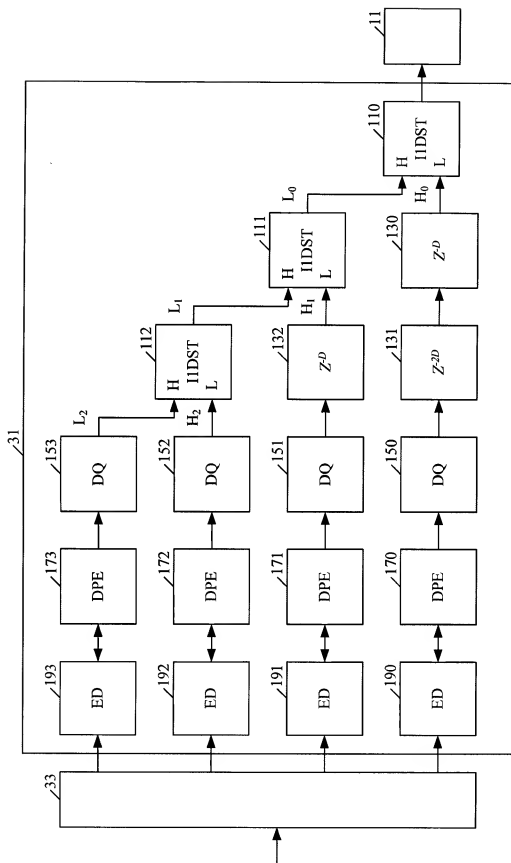 31
33
193
ED
173
DPE
153
DQ
L2
192
ED
172
DPE
152
DQ
H2
112
H
I1DST
L
L1
191
ED
171
DPE
151
DQ
132
Z-D
H1
111
H
I1DST
L
L0
190
ED
170
DPE
150
DQ
131
Z-2D
130
Z-D
H0
110
H
I1DST
L
11